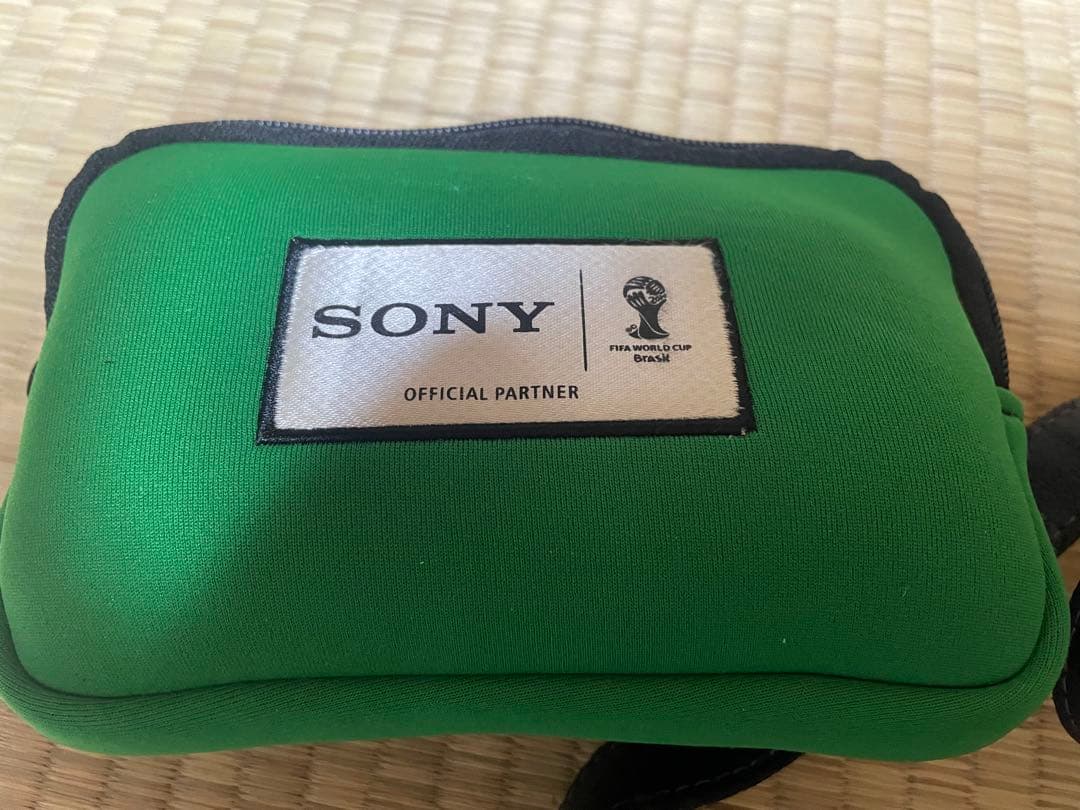 SONY
FIFA WORLD CUP
Brasil
OFFICIAL PARTNER